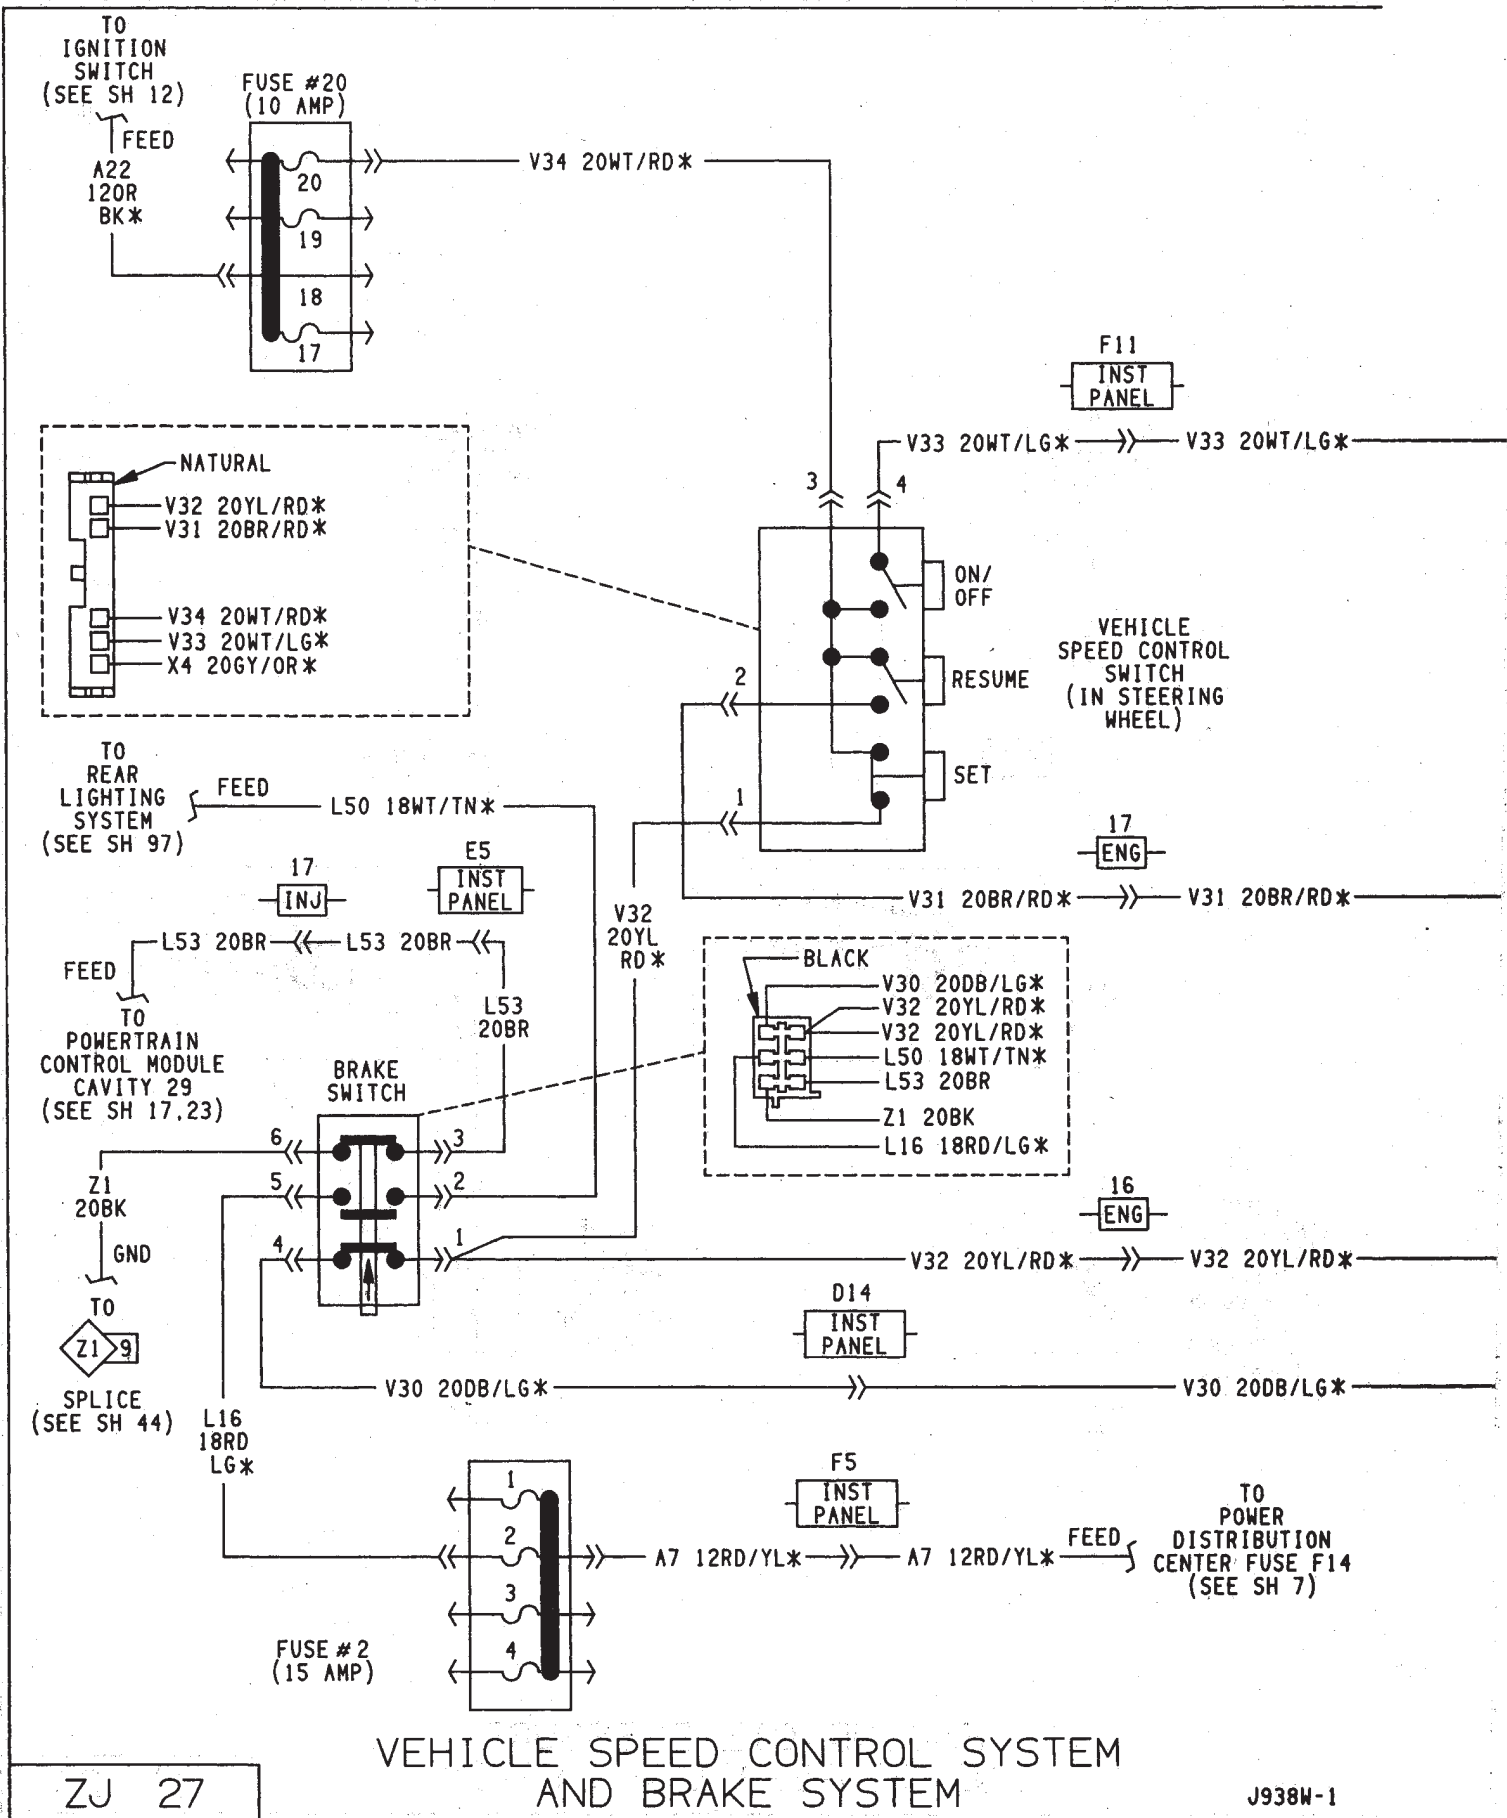 TO
IGNITION
SWITCH
(SEE SH 12)
FEED
A22
120R
BK*
FUSE #20
(10 AMP)
20
19
18
17
V34 20WT/RD*
F11
INST
PANEL
V33 20WT/LG*
V33 20WT/LG*
NATURAL
V32 20YL/RD*
V31 20BR/RD*
V34 20WT/RD*
V33 20WT/LG*
X4 20GY/OR*
3
4
ON/
OFF
RESUME
SET
2
1
VEHICLE
SPEED CONTROL
SWITCH
(IN STEERING
WHEEL)
TO
REAR
LIGHTING
SYSTEM
(SEE SH 97)
FEED
L50 18WT/TN*
17
INJ
E5
INST
PANEL
L53 20BR
L53 20BR
FEED
TO
POWERTRAIN
CONTROL MODULE
CAVITY 29
(SEE SH 17,23)
L53
20BR
V32
20YL
RD*
17
ENG
V31 20BR/RD*
V31 20BR/RD*
BLACK
V30 20DB/LG*
V32 20YL/RD*
V32 20YL/RD*
L50 18WT/TN*
L53 20BR
Z1 20BK
L16 18RD/LG*
BRAKE
SWITCH
6
3
5
2
4
1
Z1
20BK
GND
TO
Z1
9
SPLICE
(SEE SH 44)
16
ENG
V32 20YL/RD*
V32 20YL/RD*
D14
INST
PANEL
V30 20DB/LG*
V30 20DB/LG*
L16
18RD
LG*
1
2
3
4
FUSE #2
(15 AMP)
F5
INST
PANEL
A7 12RD/YL*
A7 12RD/YL*
FEED
TO
POWER
DISTRIBUTION
CENTER FUSE F14
(SEE SH 7)
VEHICLE SPEED CONTROL SYSTEM
AND BRAKE SYSTEM
ZJ 27
J938W-1